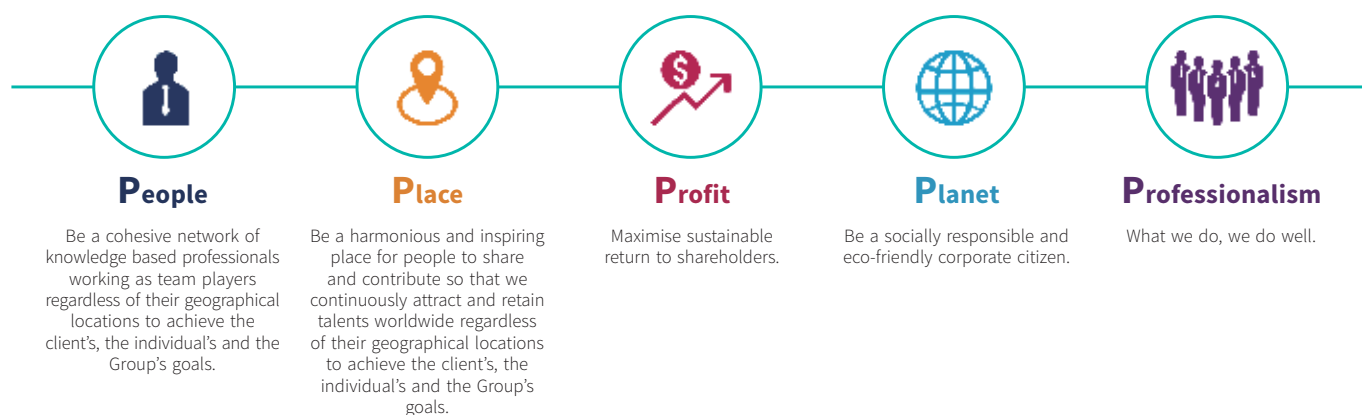 People
Be a cohesive network of
knowledge based professionals
working as team players
regardless of their geographical
locations to achieve the
client's, the individual's and the
Group's goals.
Place
Be a harmonious and inspiring
place for people to share
and contribute so that we
continuously attract and retain
talents worldwide regardless
of their geographical locations
to achieve the client's, the
individual's and the Group's
goals.
$
Profit
Maximise sustainable
return to shareholders.
Planet
Be a socially responsible and
eco-friendly corporate citizen.
Professionalism
What we do, we do well.